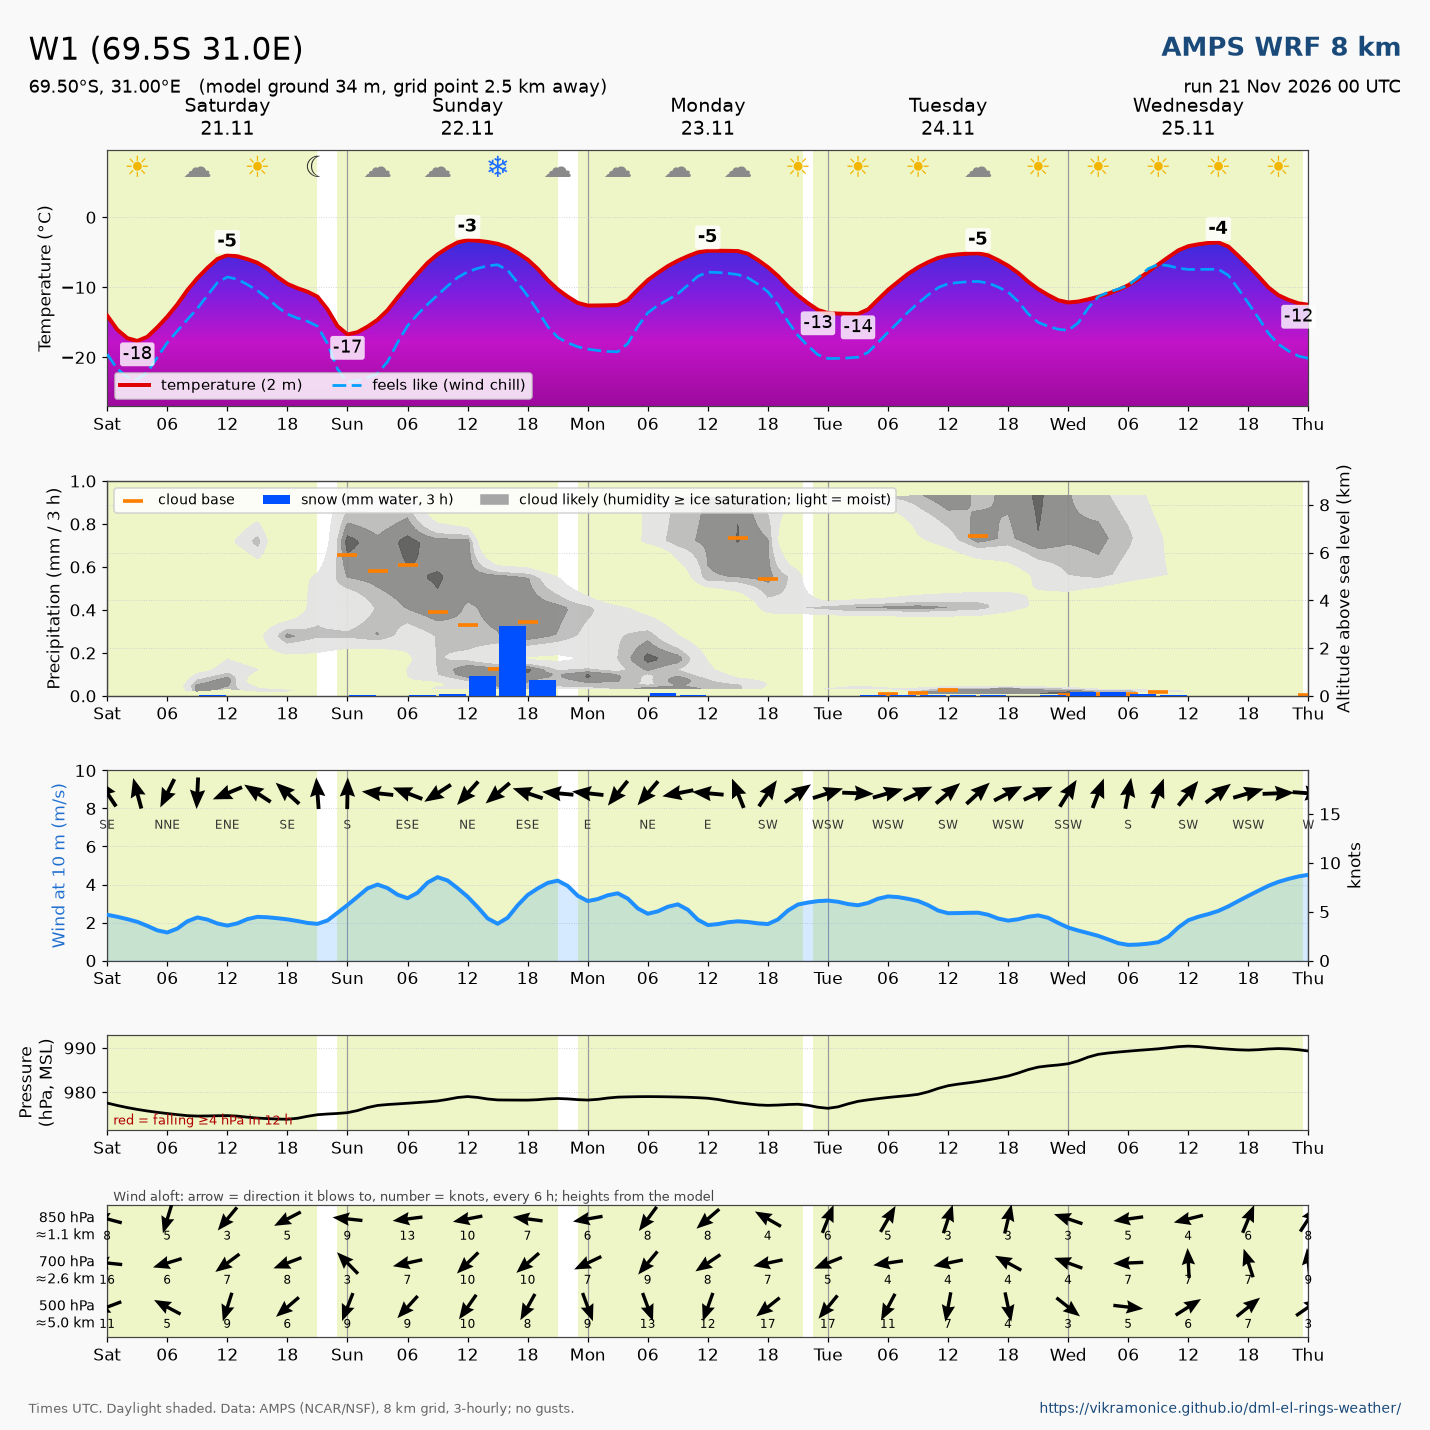 W1 (69.5S 31.0E)
AMPS WRF 8 km
69.50°S, 31.00°E (model ground 34 m, grid point 2.5 km away)
run 21 Nov 2026 00 UTC
Saturday Sunday Monday Tuesday Wednesday
21.11 22.11 23.11 24.11 25.11
Temperature (°C)
0
−10
−20
-5 -3 -5 -5 -4
-18 -17 -13 -14 -12
temperature (2 m) feels like (wind chill)
Sat 06 12 18 Sun 06 12 18 Mon 06 12 18 Tue 06 12 18 Wed 06 12 18 Thu
Precipitation (mm / 3 h)
1.0
0.8
0.6
0.4
0.2
0.0
cloud base snow (mm water, 3 h) cloud likely (humidity ≥ ice saturation; light = moist)
8
6
4
2
0
Altitude above sea level (km)
Sat 06 12 18 Sun 06 12 18 Mon 06 12 18 Tue 06 12 18 Wed 06 12 18 Thu
Wind at 10 m (m/s)
10
8
6
4
2
0
SE NNE ENE SE S ESE NE ESE E NE E SW WSW WSW SW WSW SSW S SW WSW W
15
10
5
0
knots
Sat 06 12 18 Sun 06 12 18 Mon 06 12 18 Tue 06 12 18 Wed 06 12 18 Thu
Pressure
(hPa, MSL)
990
980
red = falling ≥4 hPa in 12 h
Sat 06 12 18 Sun 06 12 18 Mon 06 12 18 Tue 06 12 18 Wed 06 12 18 Thu
Wind aloft: arrow = direction it blows to, number = knots, every 6 h; heights from the model
850 hPa
≈1.1 km 8 5 3 5 9 13 10 7 6 8 8 4 6 5 3 3 3 5 4 6 8
700 hPa
≈2.6 km 16 6 7 8 3 7 10 10 7 9 8 7 5 4 4 4 4 7 7 7 9
500 hPa
≈5.0 km 11 5 9 6 9 9 10 8 9 13 12 17 17 11 7 4 3 5 6 7 3
Sat 06 12 18 Sun 06 12 18 Mon 06 12 18 Tue 06 12 18 Wed 06 12 18 Thu
Times UTC. Daylight shaded. Data: AMPS (NCAR/NSF), 8 km grid, 3-hourly; no gusts.
https://vikramonice.github.io/dml-el-rings-weather/